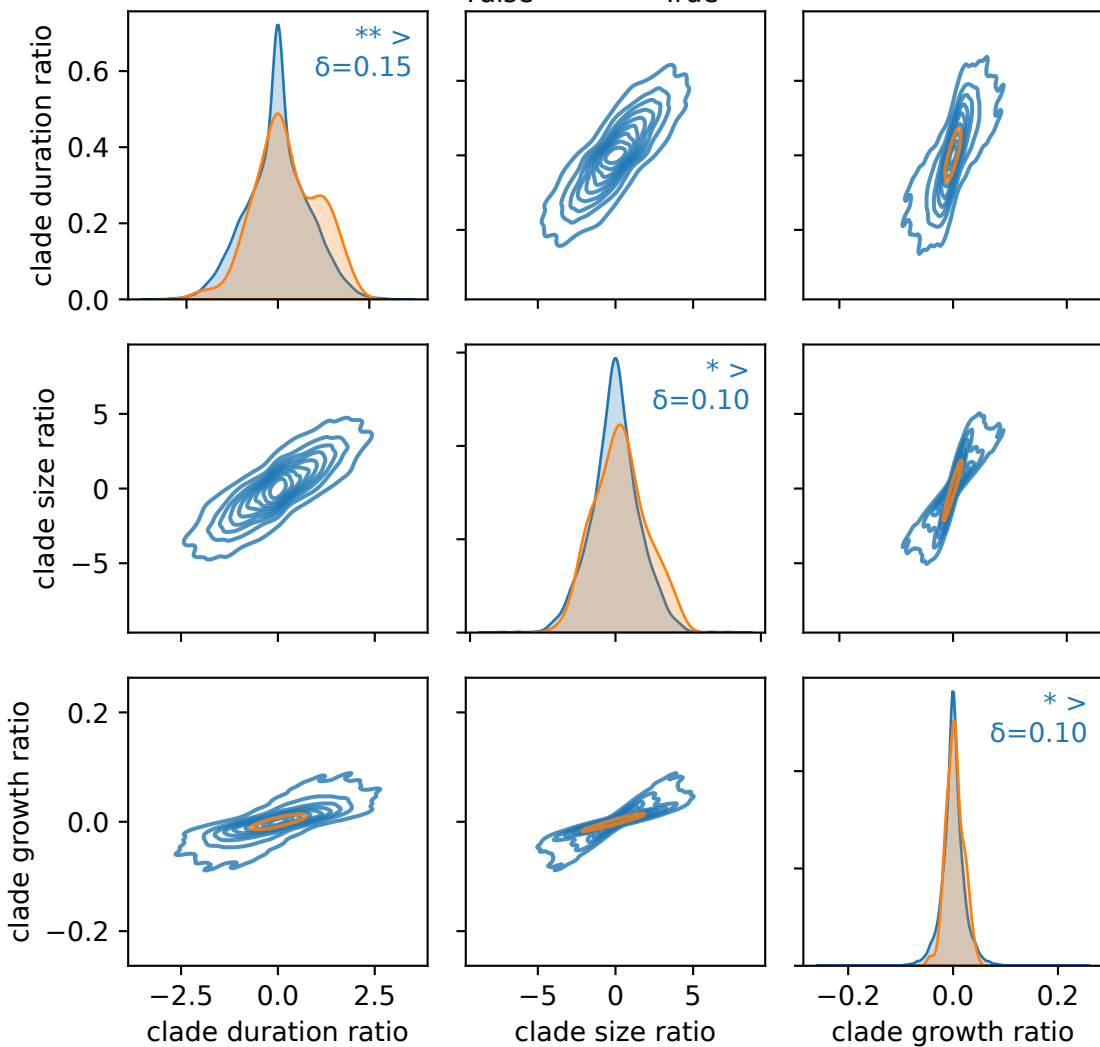 clade duration ratio
0.6
0.4
0.2
0.0
** >
δ=0.15
clade size ratio
5
0
−5
* >
δ=0.10
clade growth ratio
0.2
0.0
−0.2
* >
δ=0.10
−2.5 0.0 2.5
−5 0 5
−0.2 0.0 0.2
clade duration ratio
clade size ratio
clade growth ratio